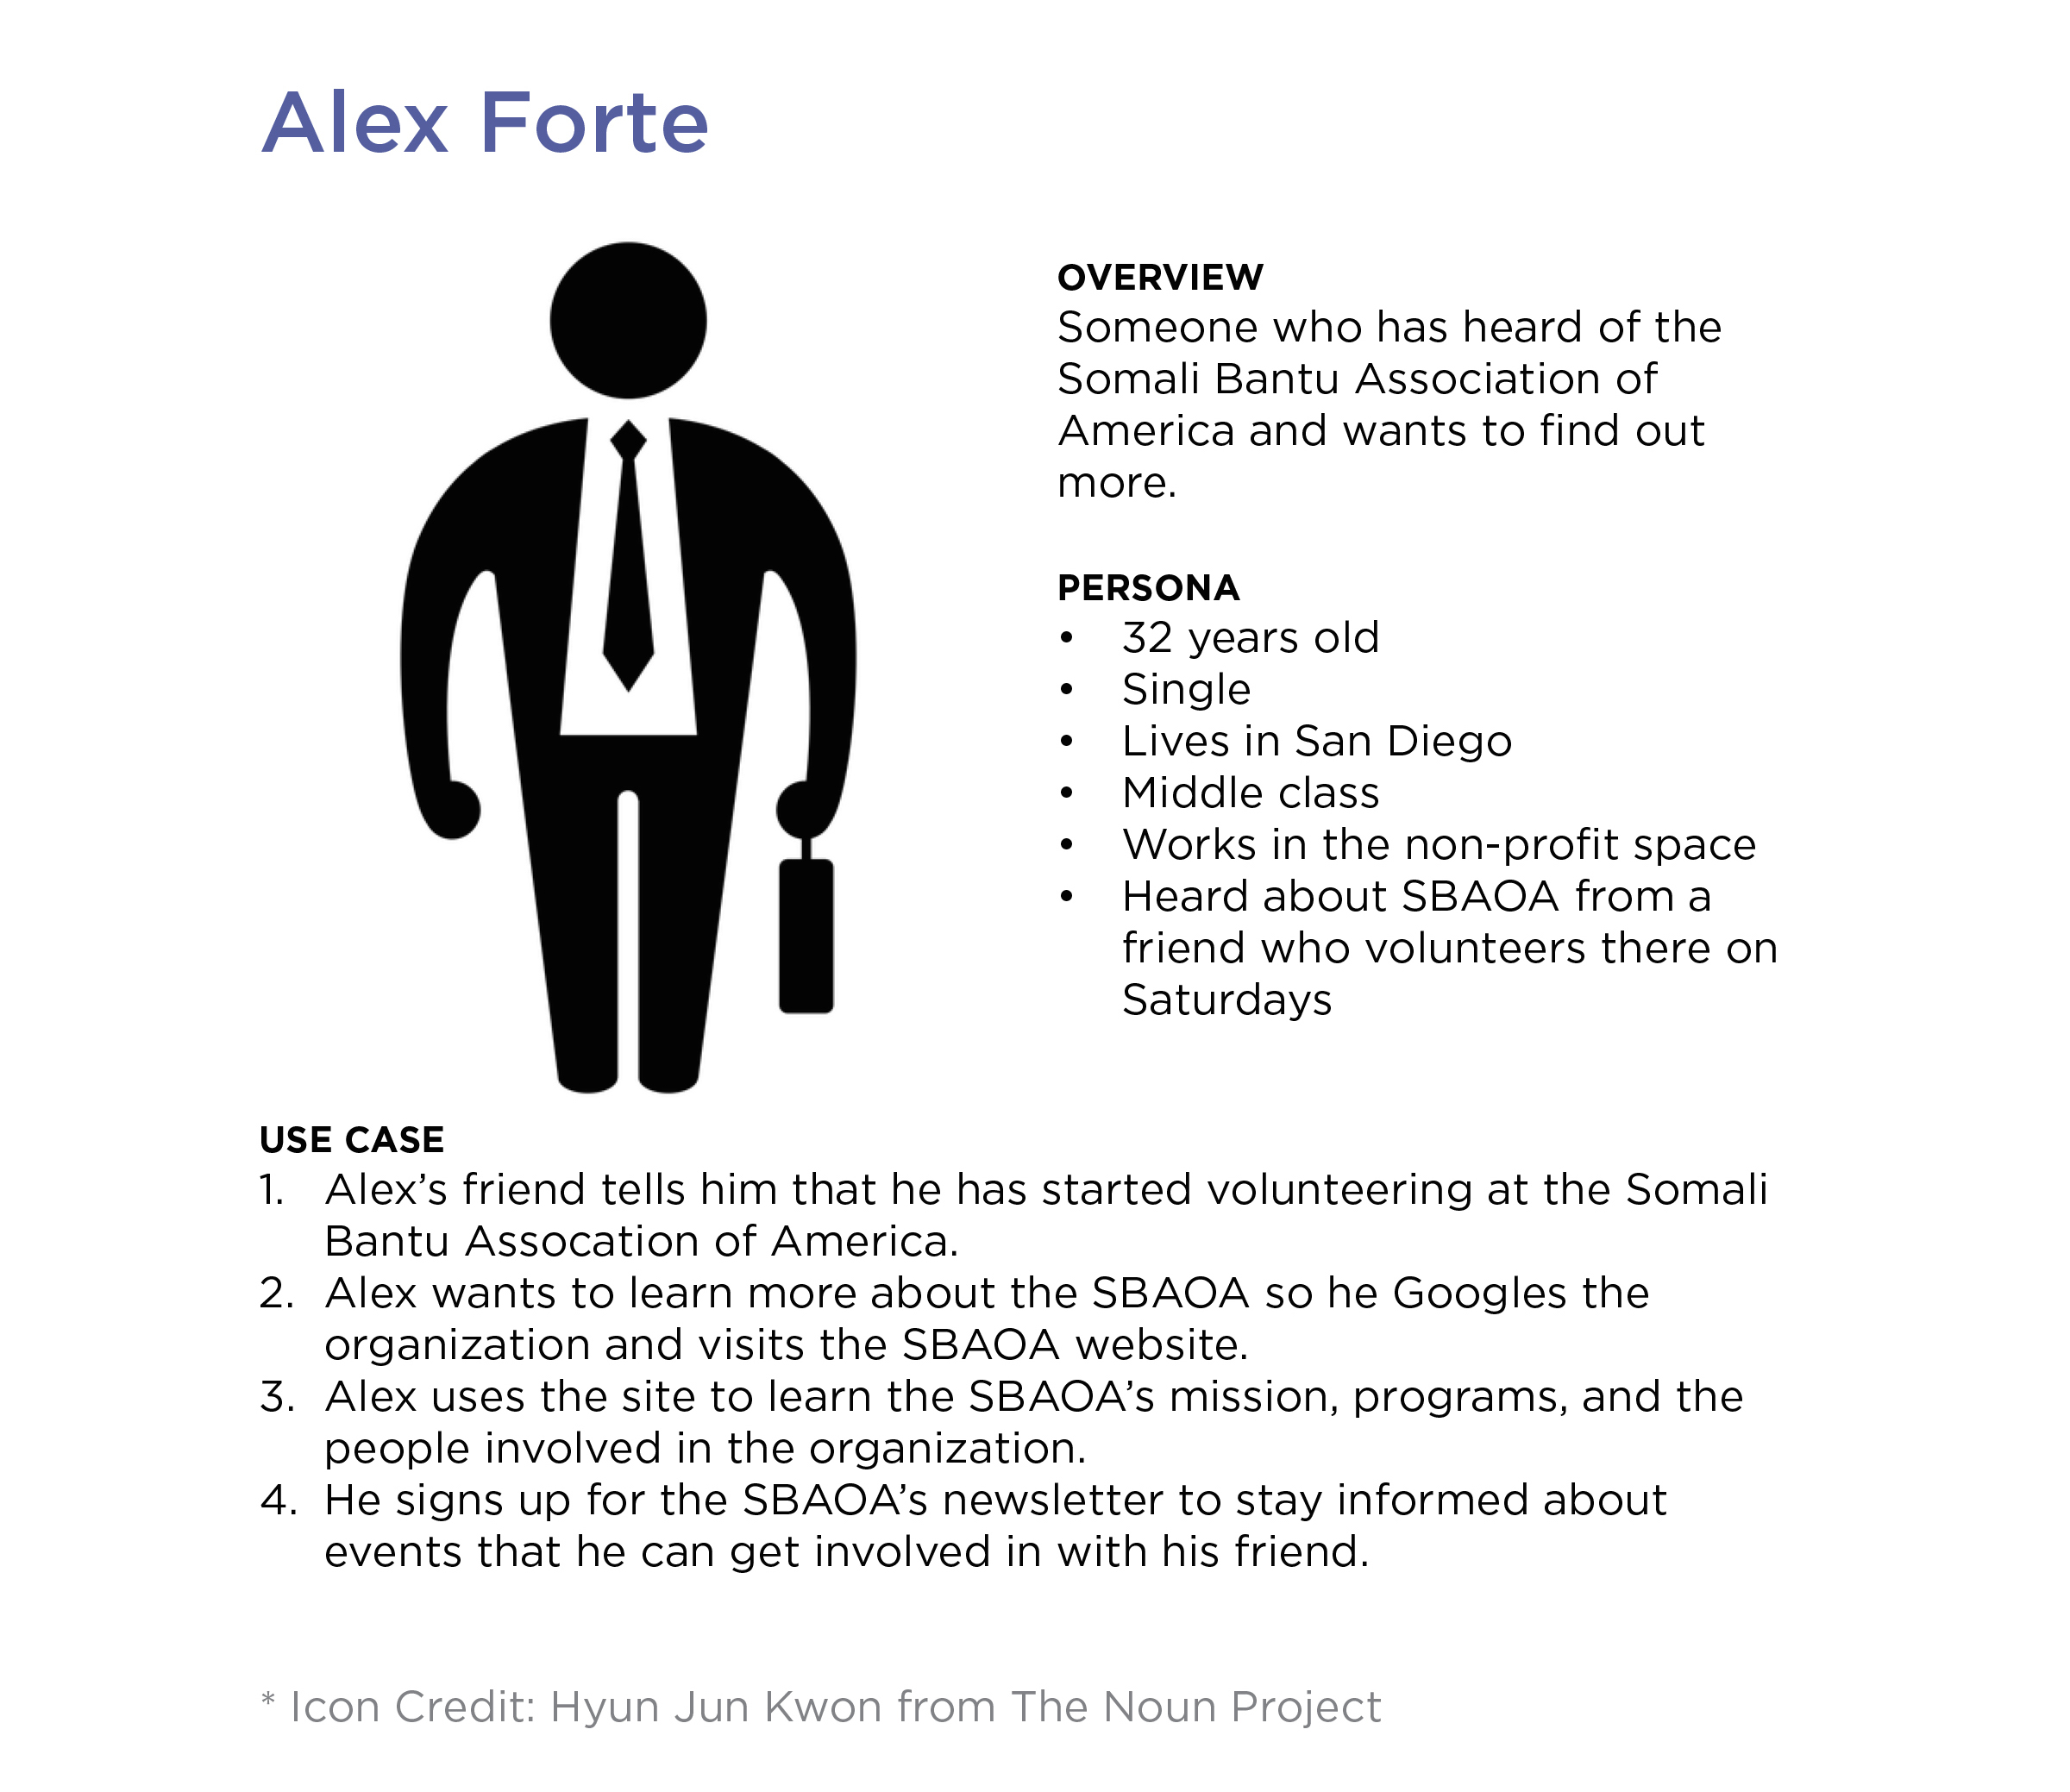 Alex Forte
OVERVIEW
Someone who has heard of the
Somali Bantu Association of
America and wants to find out
more.
PERSONA
• 32 years old
• Single
• Lives in San Diego
• Middle class
• Works in the non-profit space
• Heard about SBAOA from a
friend who volunteers there on
Saturdays
USE CASE
1. Alex’s friend tells him that he has started volunteering at the Somali
Bantu Assocation of America.
2. Alex wants to learn more about the SBAOA so he Googles the
organization and visits the SBAOA website.
3. Alex uses the site to learn the SBAOA’s mission, programs, and the
people involved in the organization.
4. He signs up for the SBAOA’s newsletter to stay informed about
events that he can get involved in with his friend.
* Icon Credit: Hyun Jun Kwon from The Noun Project